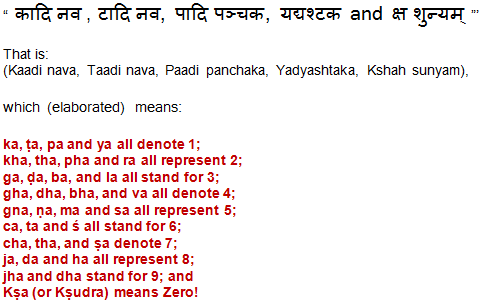 “ कादि नव , टादि नव, पादि पञ्चक, यद्यश्टक and क्ष शुन्यम् ”’
That is:
(Kaadi nava, Taadi nava, Paadi panchaka, Yadyashtaka, Kshah sunyam),
which (elaborated) means:
ka, ṭa, pa and ya all denote 1;
kha, tha, pha and ra all represent 2;
ga, ḍa, ba, and la all stand for 3;
gha, dha, bha, and va all denote 4;
gna, ṇa, ma and sa all represent 5;
ca, ta and ś all stand for 6;
cha, tha, and ṣa denote 7;
ja, da and ha all represent 8;
jha and dha stand for 9; and
Kṣa (or Kṣudra) means Zero!